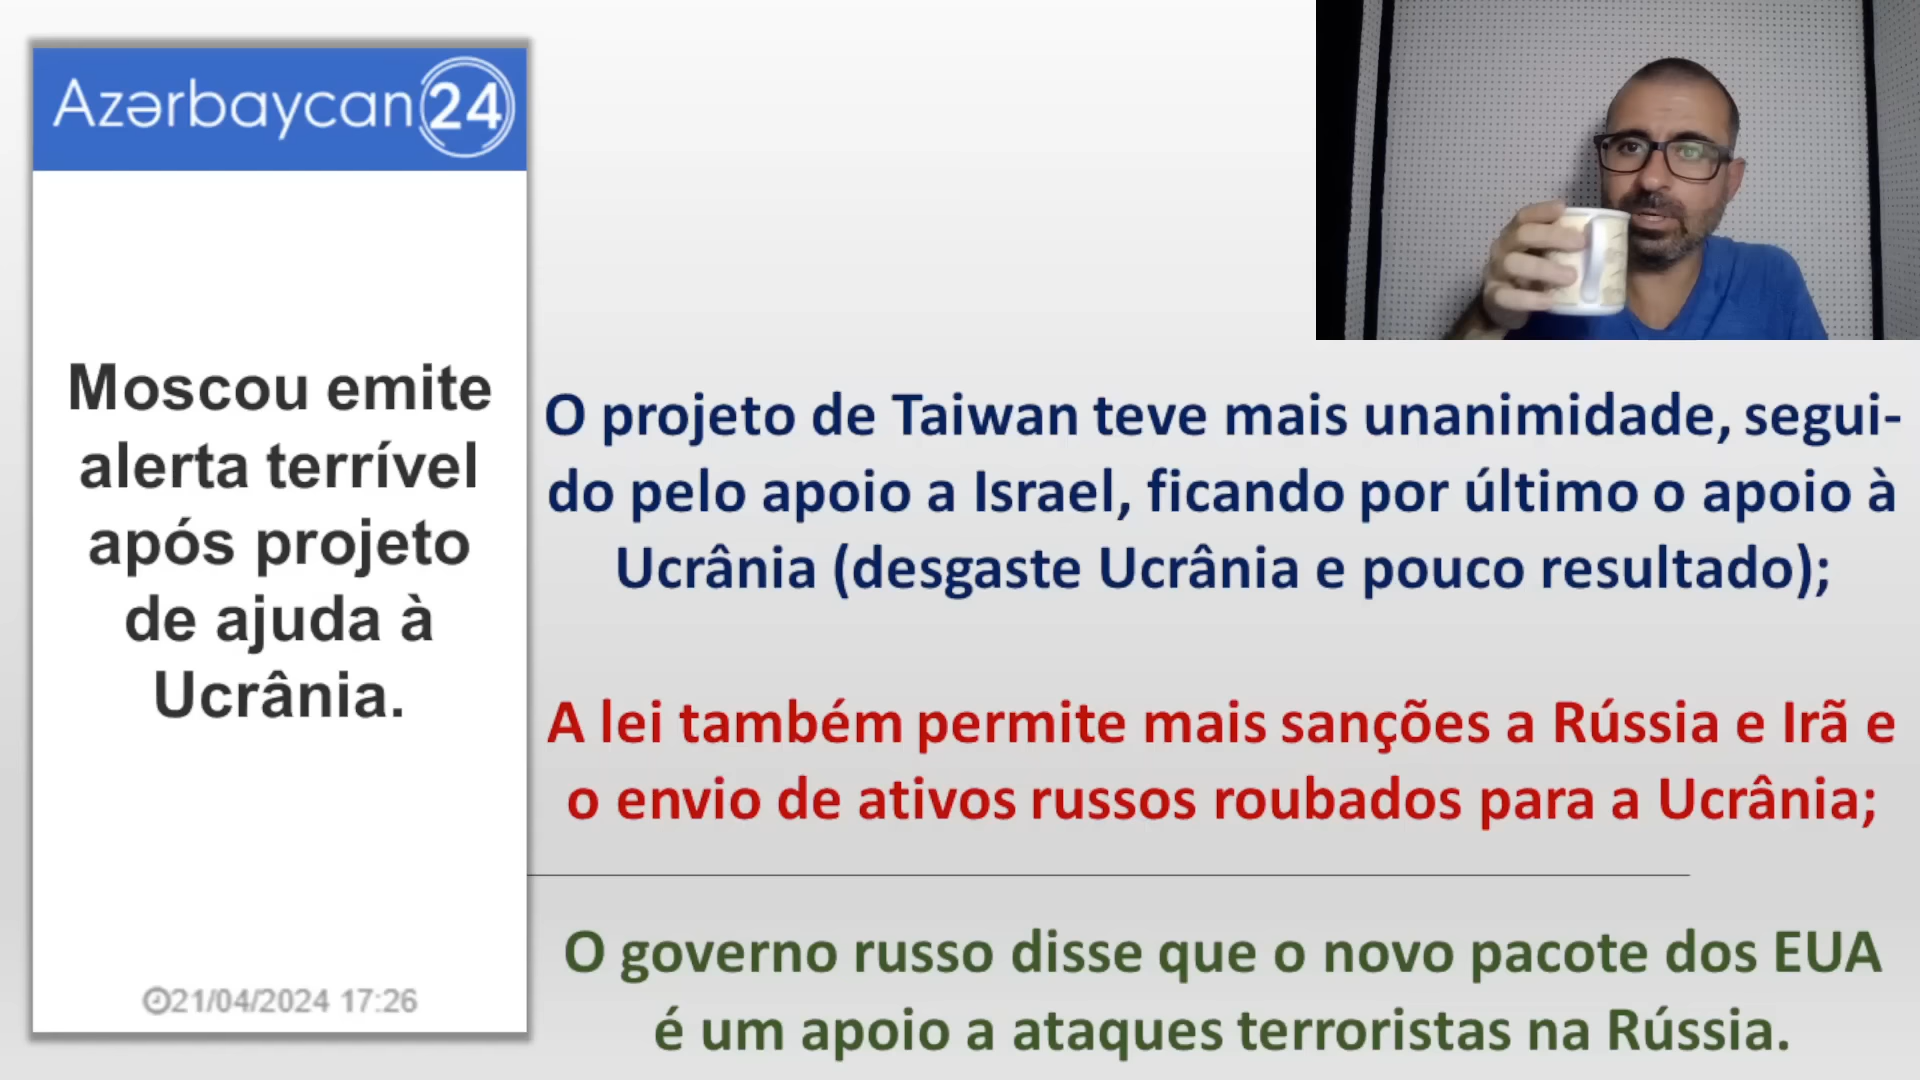 Azərbaycan 24
Moscou emite
alerta terrível
após projeto
de ajuda à
Ucrânia.
21/04/2024 17:26
O projeto de Taiwan teve mais unanimidade, segui-
do pelo apoio a Israel, ficando por último o apoio à
Ucrânia (desgaste Ucrânia e pouco resultado);
A lei também permite mais sanções a Rússia e Irã e
o envio de ativos russos roubados para a Ucrânia;
O governo russo disse que o novo pacote dos EUA
é um apoio a ataques terroristas na Rússia.